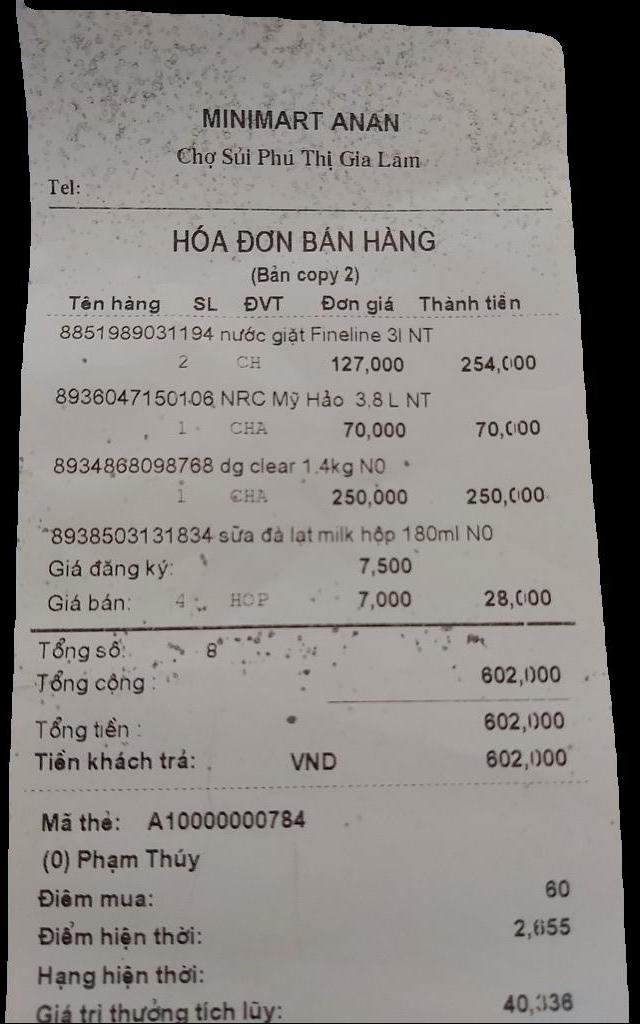 MINIMART ANAN
Chợ Sủi Phú Thị Gia Lâm
Tel:
HÓA ĐƠN BÁN HÀNG
(Bản copy 2)
Tên hàng SL ĐVT Đơn giá Thành tiền
8851989031194 nước giặt Fineline 3l NT
2 CH 127,000 254,000
8936047150106 NRC Mỹ Hảo 3,8 L NT
1 CHA 70,000 70,000
8934868098768 dg clear 1.4kg N0
1 CHA 250,000 250,000
8938503131834 sữa đà lạt milk hộp 180ml N0
Giá đăng ký: 7,500
Giá bán: 4 HOP 7,000 28,000
Tổng số: 8
Tổng cộng : 602,000
Tổng tiền : 602,000
Tiền khách trả: VND 602,000
Mã thẻ: A10000000784
(0) Phạm Thúy
Điểm mua: 60
Điểm hiện thời: 2,655
Hạng hiện thời:
Giá trị thưởng tích lũy: 40,336